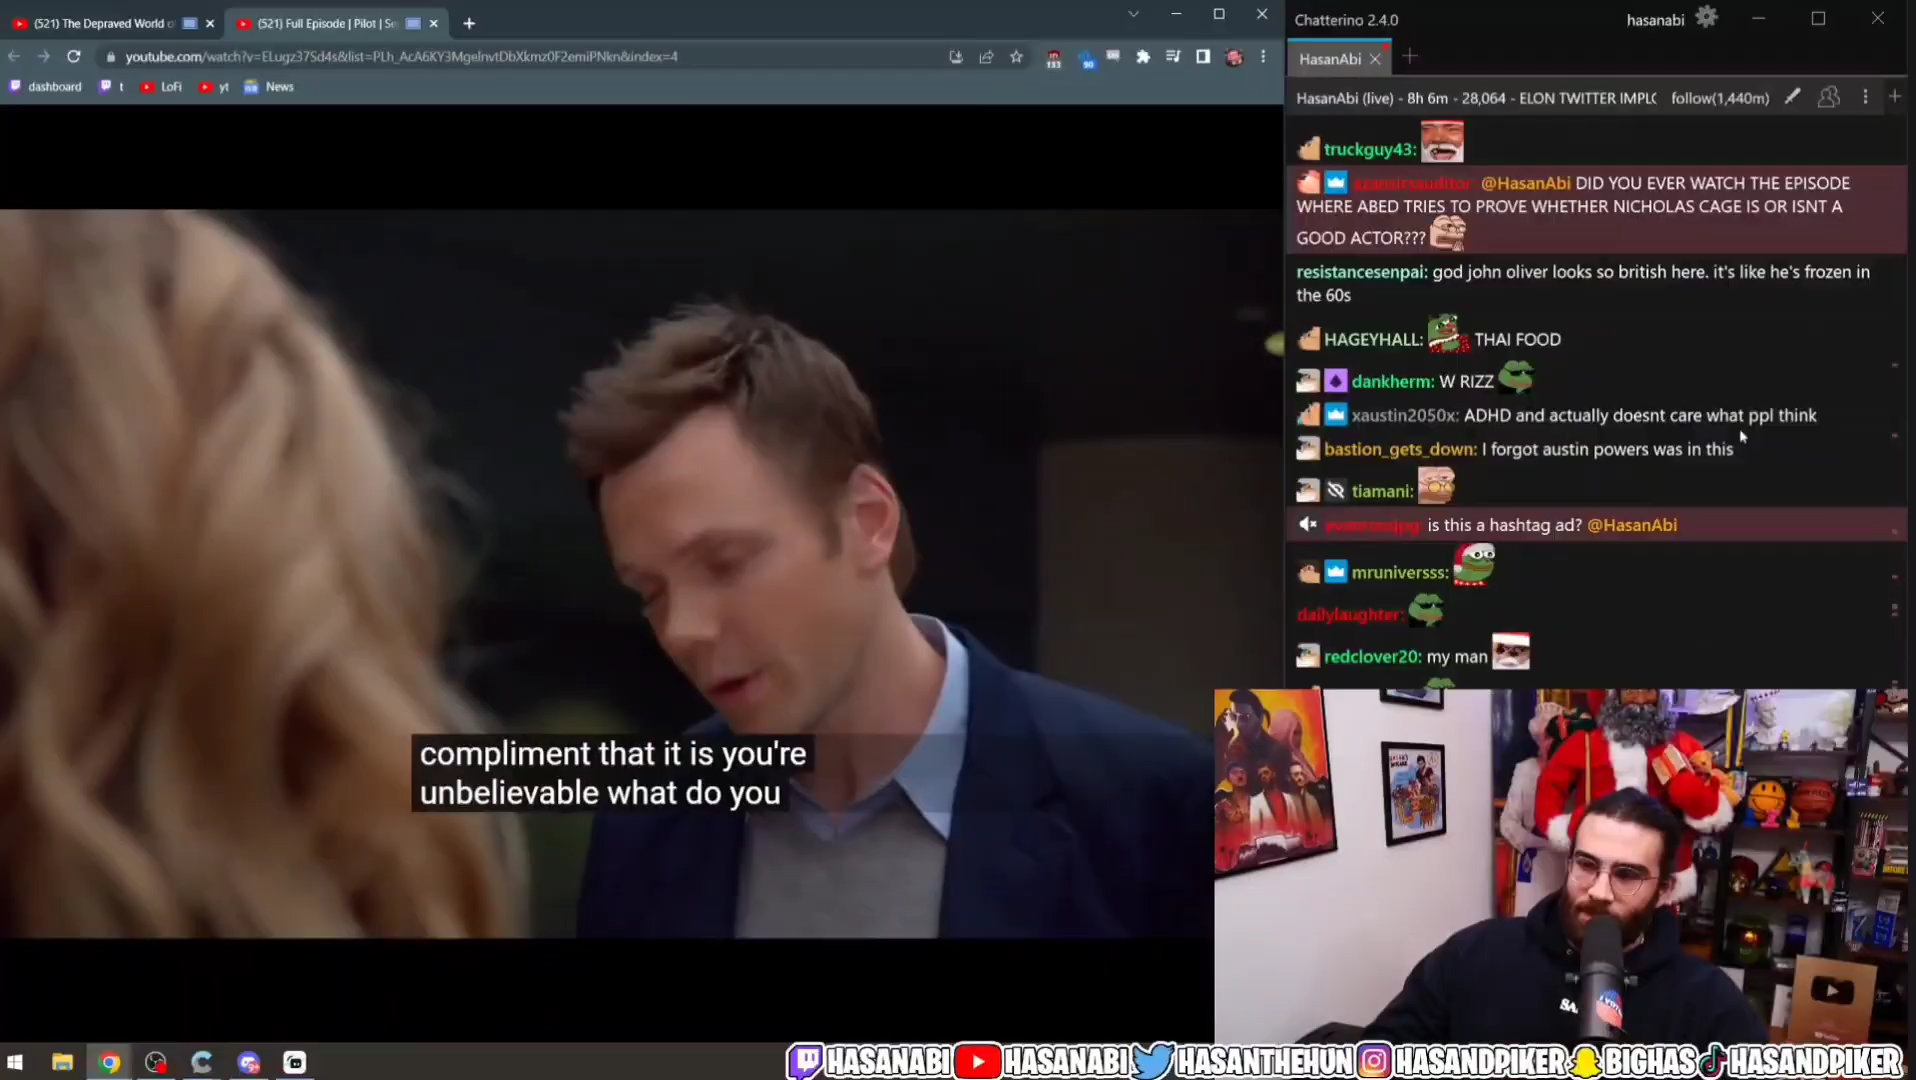 (521) The Depraved World o
(521) Full Episode | Pilot | Se
youtube.com/watch?v=ELugz37Sd4s&list=PLh_AcA6KY3MgelnvtDbXkmz0F2emiPNkn&index=4
dashboard
t
LoFi
yt
News
133
90
compliment that it is you're
unbelievable what do you
Chatterino 2.4.0
hasanabi
HasanAbi
HasanAbi (live) - 8h 6m - 28,064 - ELON TWITTER IMPLO
follow(1,440m)
truckguy43:
@HasanAbi DID YOU EVER WATCH THE EPISODE
WHERE ABED TRIES TO PROVE WHETHER NICHOLAS CAGE IS OR ISNT A
GOOD ACTOR???
resistancesenpai: god john oliver looks so british here. it's like he's frozen in
the 60s
HAGEYHALL: THAI FOOD
dankherm: W RIZZ
xaustin2050x: ADHD and actually doesnt care what ppl think
bastion_gets_down: I forgot austin powers was in this
tiamani:
is this a hashtag ad? @HasanAbi
mruniversss:
dailylaughter:
redclover20: my man
HASANABI HASANABI HASANTHEHUN HASANDPIKER BIGHAS HASANDPIKER